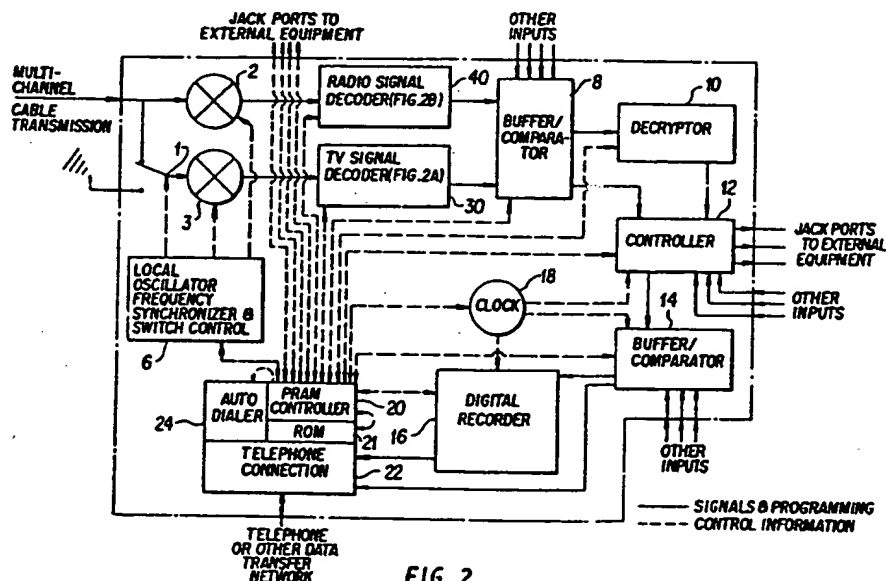 JACK PORTS TO
EXTERNAL EQUIPMENT
OTHER
INPUTS
MULTI-
CHANNEL
CABLE
TRANSMISSION
2
RADIO SIGNAL
DECODER(FIG.2B)
40
8
BUFFER/
COMPARA-
TOR
10
DECRYPTOR
1
3
TV SIGNAL
DECODER(FIG.2A)
30
12
CONTROLLER
JACK PORTS
TO EXTERNAL
EQUIPMENT
OTHER
INPUTS
LOCAL
OSCILLATOR
FREQUENCY
SYNCHRONIZER &
SWITCH CONTROL
6
18
CLOCK
14
BUFFER/
COMPARATOR
AUTO
DIALER
24
PRAM
CONTROLLER
20
ROM
21
TELEPHONE
CONNECTION
22
16
DIGITAL
RECORDER
OTHER
INPUTS
SIGNALS & PROGRAMMING
CONTROL INFORMATION
TELEPHONE
OR OTHER DATA
TRANSFER
NETWORK
FIG. 2